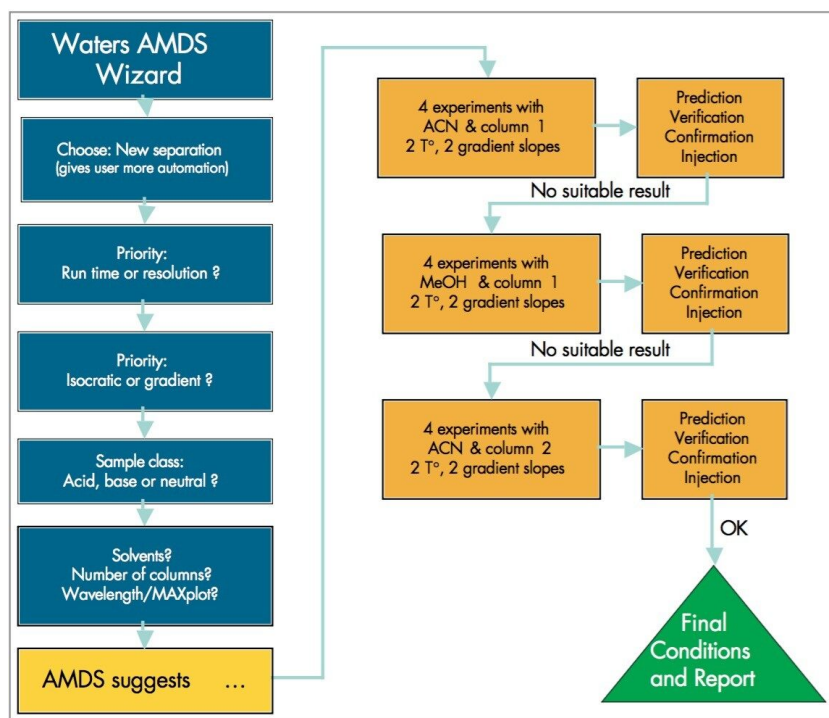 Waters AMDS
Wizard
Choose: New separation
(gives user more automation)
Priority:
Run time or resolution ?
Priority:
Isocratic or gradient ?
Sample class:
Acid, base or neutral ?
Solvents?
Number of columns?
Wavelength/MAXplot?
AMDS suggests ...
4 experiments with
ACN & column 1
2 T°, 2 gradient slopes
Prediction
Verification
Confirmation
Injection
No suitable result
4 experiments with
MeOH & column 1
2 T°, 2 gradient slopes
Prediction
Verification
Confirmation
Injection
No suitable result
4 experiments with
ACN & column 2
2 T°, 2 gradient slopes
Prediction
Verification
Confirmation
Injection
OK
Final
Conditions
and Report